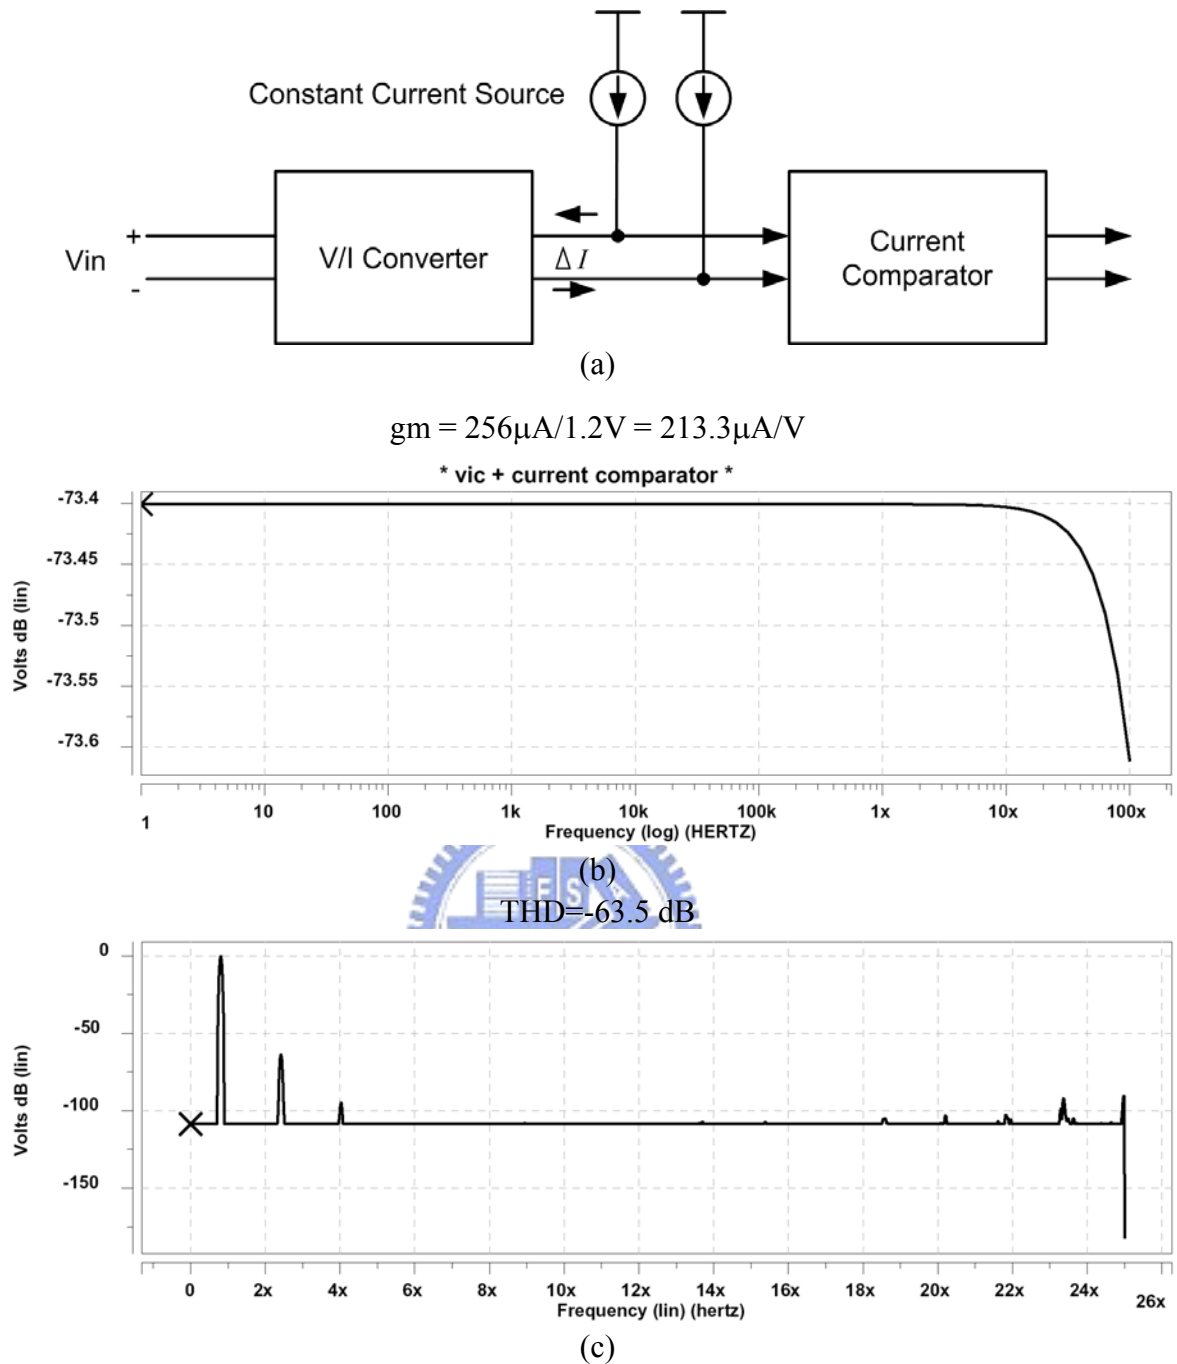 Constant Current Source
Vin
+
-
V/I Converter
Δ I
Current
Comparator
(a)
gm = 256μA/1.2V = 213.3μA/V
* vic + current comparator *
Volts dB (lin)
-73.4
-73.45
-73.5
-73.55
-73.6
1 10 100 1k 10k 100k 1x 10x 100x
Frequency (log) (HERTZ)
(b)
ESA
THD=-63.5 dB
Volts dB (lin)
0
-50
-100
-150
0 2x 4x 6x 8x 10x 12x 14x 16x 18x 20x 22x 24x 26x
Frequency (lin) (hertz)
(c)